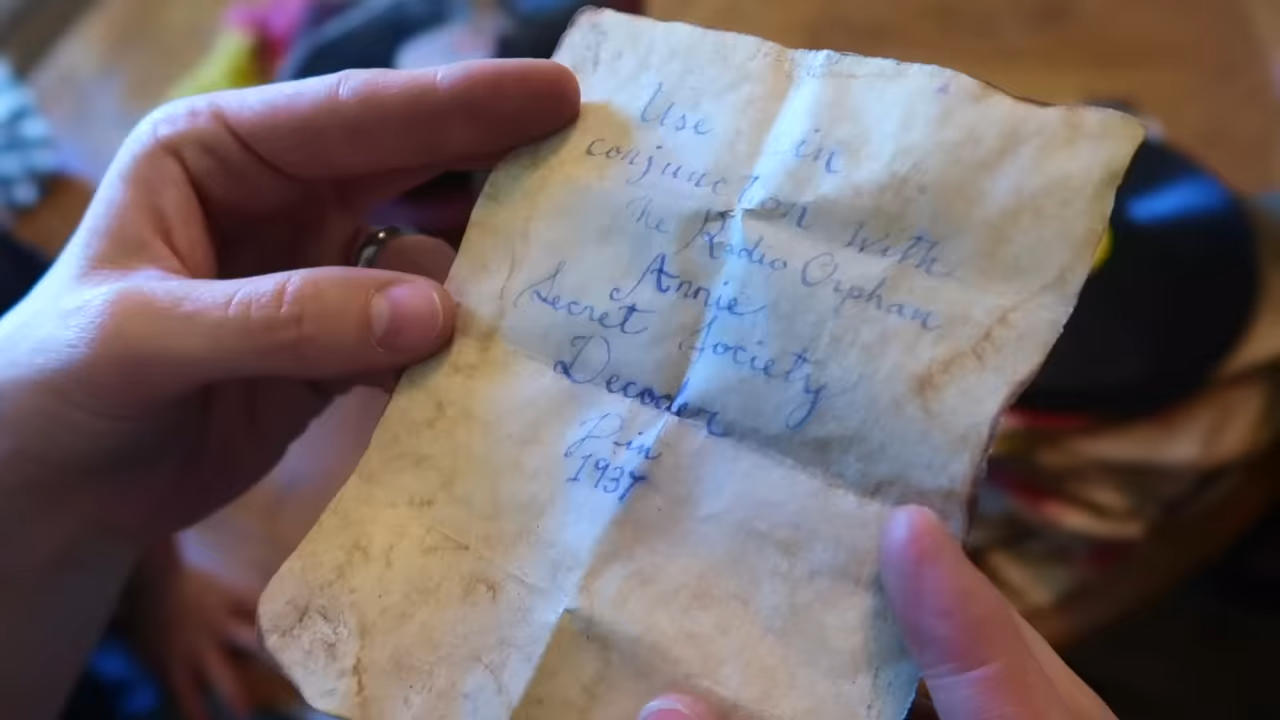 Use in
conjunction with
The Radio Orphan
Annie
Secret Society
Decoder
Pin
1937